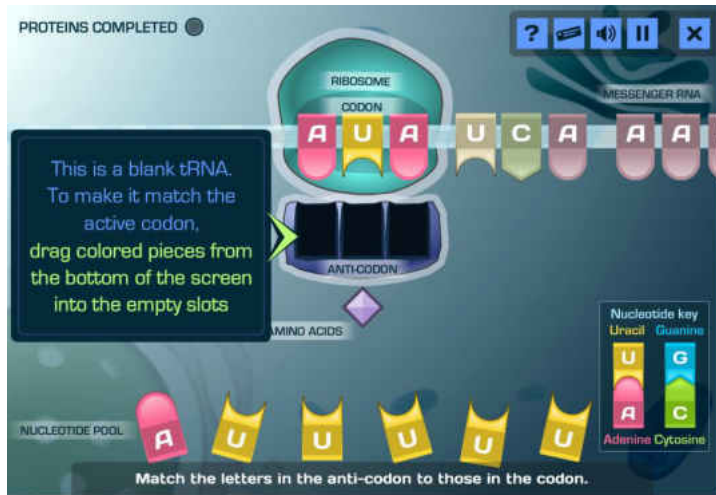 PROTEINS COMPLETED
?
X
RIBOSOME
CODON
MESSENGER RNA
A U A U C A A A
This is a blank tRNA.
To make it match the
active codon,
drag colored pieces from
the bottom of the screen
into the empty slots
ANTI-CODON
AMINO ACIDS
Nucleotide key
Uracil Guanine
U G
A C
Adenine Cytosine
NUCLEOTIDE POOL
A U U U U U
Match the letters in the anti-codon to those in the codon.